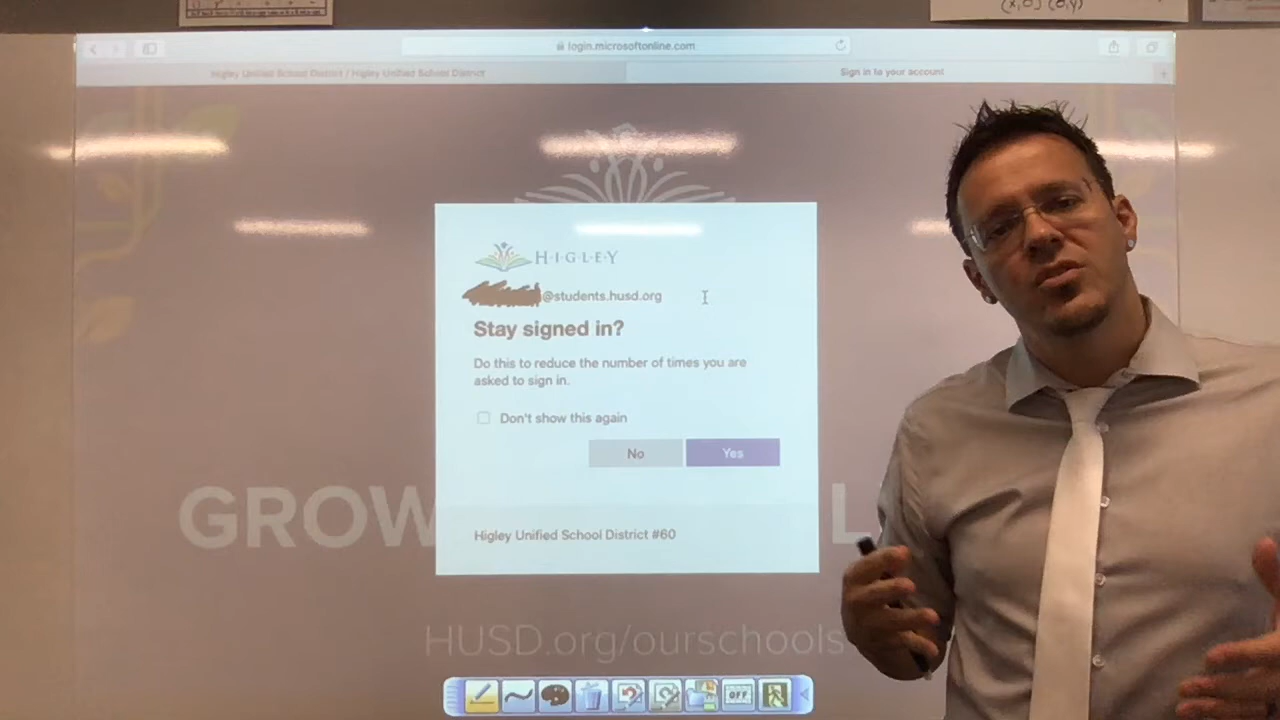 (x,0) (0,y)
login.microsoftonline.com
Higley Unified School District / Higley Unified School District
Sign in to your account
HIGLEY
@students.husd.org
Stay signed in?
Do this to reduce the number of times you are
asked to sign in.
Don't show this again
No
Yes
GROW
L
Higley Unified School District #60
HUSD.org/ourschools
OFF